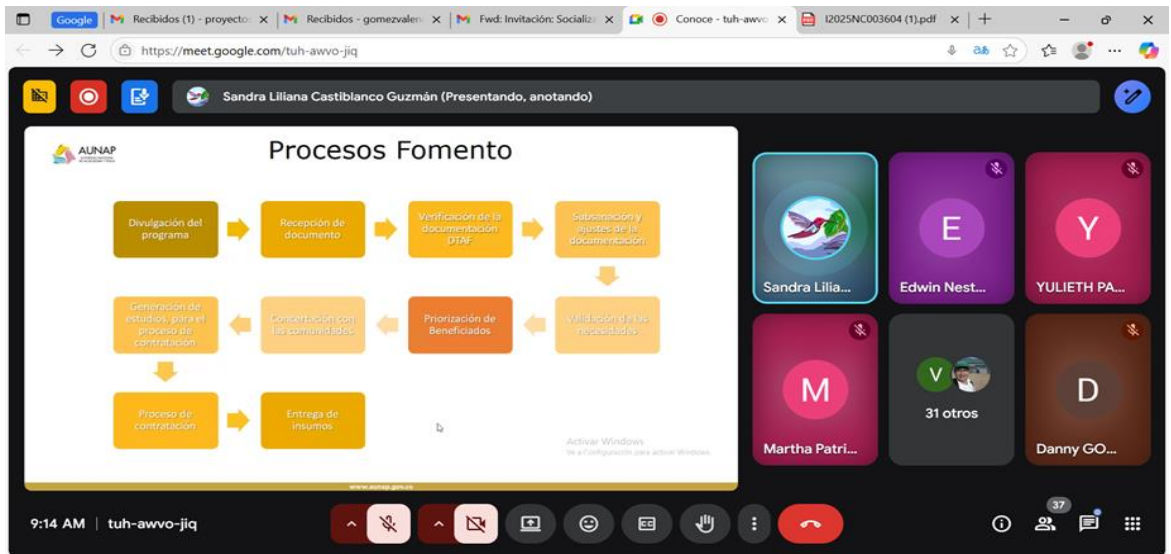 Google
Recibidos (1) - proyecto
Recibidos - gomezvalen
Fwd: Invitación: Socializ
Conoce - tuh-awvo
I2025NC003604 (1).pdf
https://meet.google.com/tuh-awvo-jiq
Sandra Liliana Castiblanco Guzmán (Presentando, anotando)
AUNAP
Procesos Fomento
Divulgación del
programa
Recepción de
documento
Verificación de la
documentación
DTAF
Subsanación y
ajustes de la
documentación
Generación de
estudios, para el
proceso de
contratación
Concertación con
las comunidades
Priorización de
Beneficiados
Validación de las
necesidades
Proceso de
contratación
Entrega de
insumos
Activar Windows
Ve a Configuración para activar Windows.
www.aunap.gov.co
E
Y
Sandra Lilia...
Edwin Nest...
YULIETH PA...
M
V
31 otros
D
Martha Patri...
Danny GO...
9:14 AM | tuh-awvo-jiq
CC
37